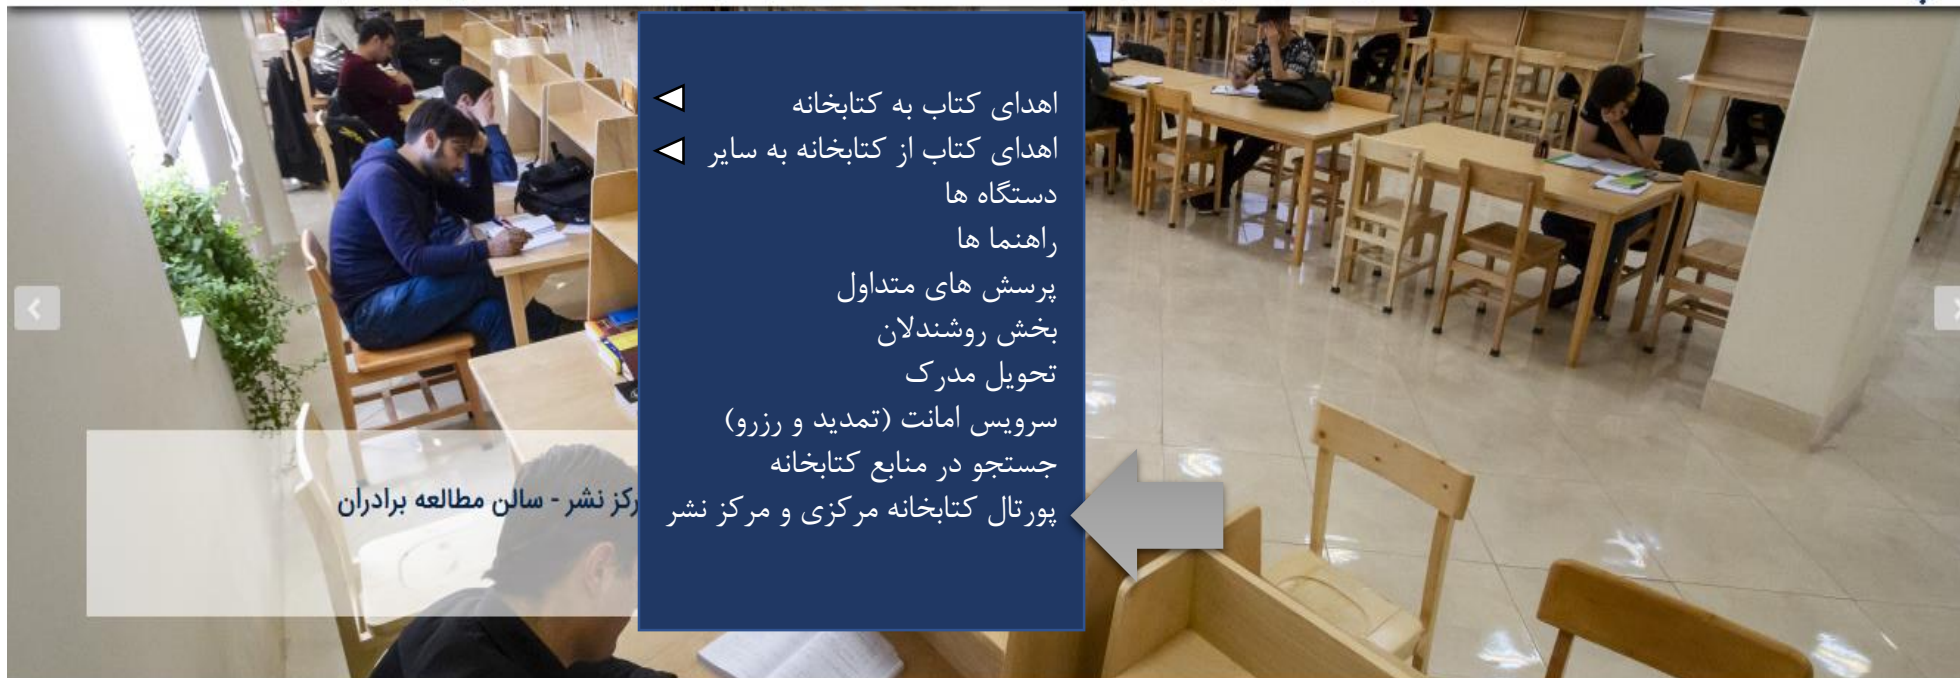 اهدای کتاب به کتابخانه
اهدای کتاب از کتابخانه به سایر
دستگاه ها
راهنما ها
پرسش های متداول
بخش روشندلان
تحویل مدرک
سرویس امانت (تمدید و رزرو)
جستجو در منابع کتابخانه
پورتال کتابخانه مرکزی و مرکز نشر
نشر - سالن مطالعه برادران